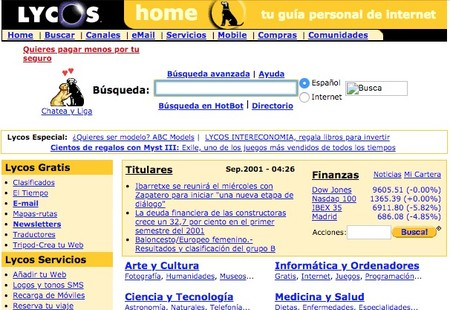 LYCOS home tu guía personal de internet
Home | Buscar | Canales | eMail | Servicios | Mobile | Compras | Comunidades
Quieres pagar menos por tu
seguro
Búsqueda avanzada | Ayuda
Búsqueda:
Español
Internet
Busca
Búsqueda en HotBot | Directorio
Chatea y Liga
Lycos Especial: ¿Quieres ser modelo? ABC Models | LYCOS INTERECONOMIA, regala libros para invertir
Cientos de regalos con Myst III: Exile, uno de los juegos más vendidos de todos los tiempos
Lycos Gratis
Clasificados
El Tiempo
E-mail
Mapas-rutas
Newsletters
Traductores
Tripod-Crea tu Web
Lycos Servicios
Añadir tu Web
Logos y tonos SMS
Recarga de Móviles
Reserva tu viaje
Titulares Sep.2001 - 04:26
Ibarretxe se reunirá el miércoles con
Zapatero para iniciar "una nueva etapa de
diálogo"
La deuda financiera de las constructoras
crece un 32,7 por ciento en el primer
semestre del 2001
Baloncesto/Europeo femenino.-
Resultados y clasificación del grupo B
Finanzas Noticias Mi Cartera
Dow Jones 9605.51 (-0.00%)
Nasdaq 100 1365.39 (+0.00%)
IBEX 35 6911.80 (-5.82%)
Madrid 686.08 (-4.85%)
Acciones: Busca!
Arte y Cultura
Fotografía, Humanidades, Museos...
Informática y Ordenadores
Gratis, Internet, Juegos, Programación...
Ciencia y Tecnología
Astronomía, Naturales, Telefonía...
Medicina y Salud
Dietas, Enfermedades, Especialidades...